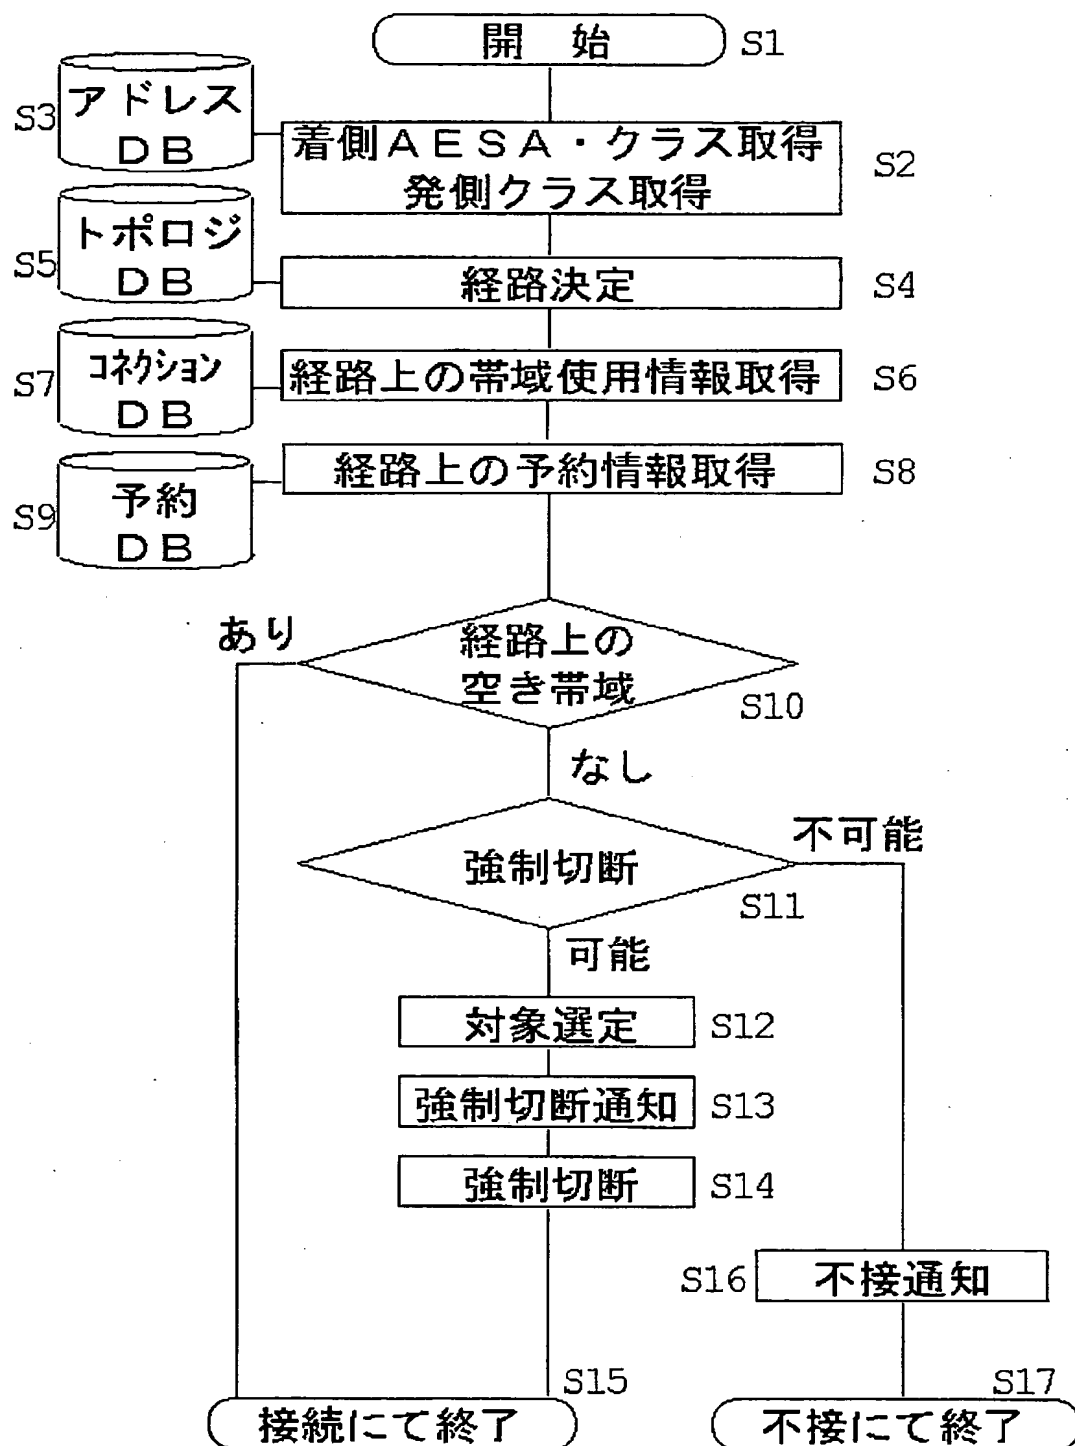 開 始
S1
アドレス
DB
S3
着側AESA・クラス取得
発側クラス取得
S2
トポロジ
DB
S5
経路決定
S4
コネクション
DB
S7
経路上の帯域使用情報取得
S6
経路上の予約情報取得
S8
予約
DB
S9
あり
経路上の
空き帯域
S10
なし
強制切断
不可能
S11
可能
対象選定
S12
強制切断通知
S13
強制切断
S14
S16
不接通知
S15
接続にて終了
S17
不接にて終了